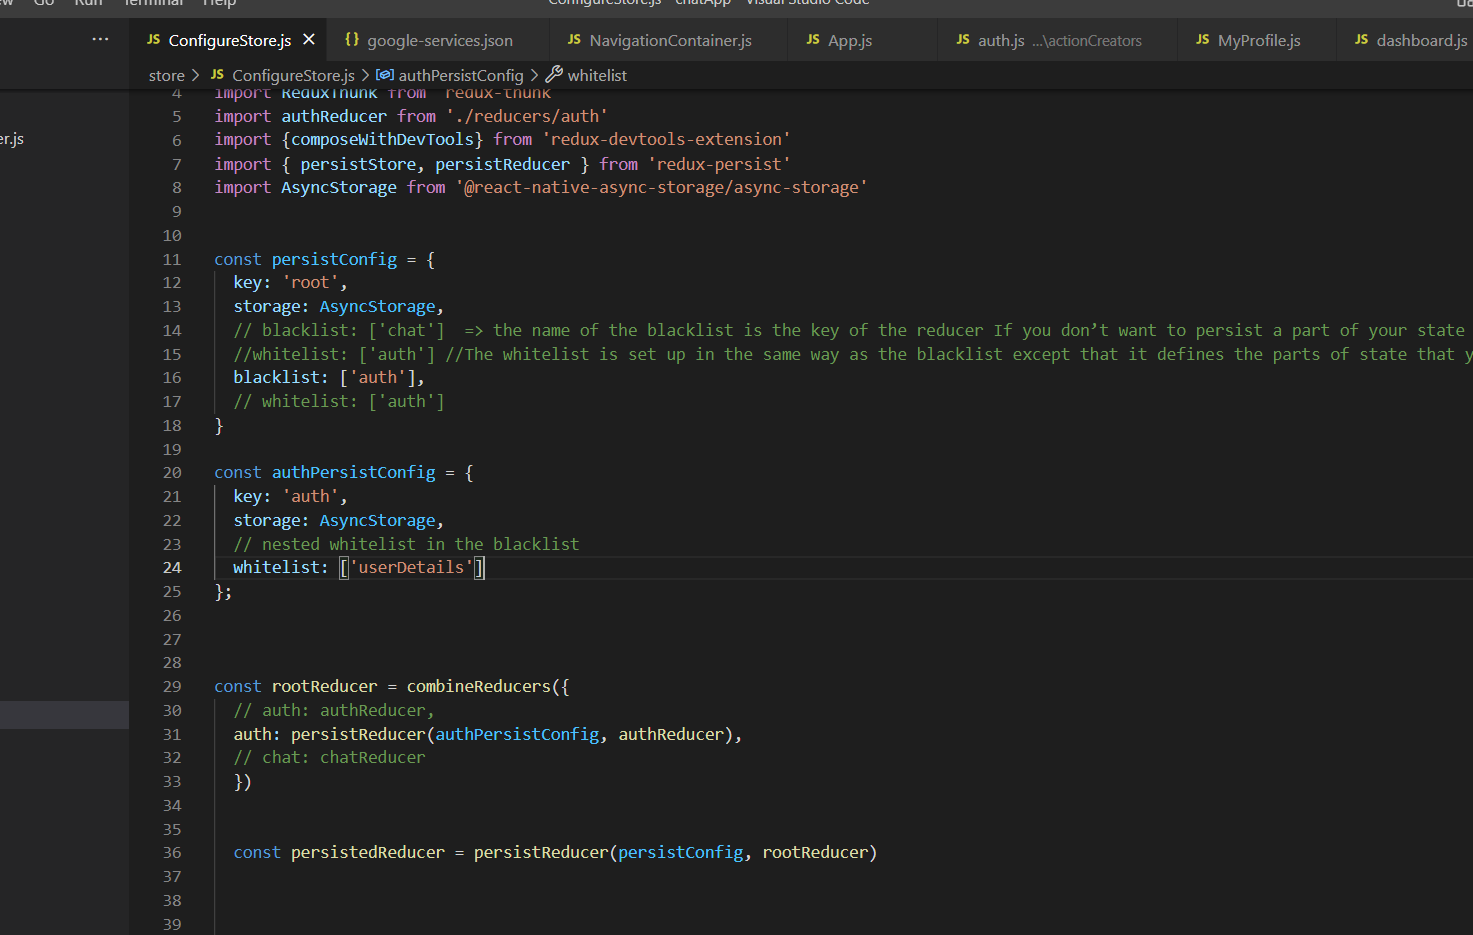 Go Run Terminal Help
ConfigureStore.js - chatApp - Visual Studio Code
··· JS ConfigureStore.js × {} google-services.json JS NavigationContainer.js JS App.js JS auth.js ...\actionCreators JS MyProfile.js JS dashboard.js
store > JS ConfigureStore.js > authPersistConfig > whitelist
er.js
4 import ReduxThunk from 'redux-thunk'
5 import authReducer from './reducers/auth'
6 import {composeWithDevTools} from 'redux-devtools-extension'
7 import { persistStore, persistReducer } from 'redux-persist'
8 import AsyncStorage from '@react-native-async-storage/async-storage'
9
10
11 const persistConfig = {
12 key: 'root',
13 storage: AsyncStorage,
14 // blacklist: ['chat']  => the name of the blacklist is the key of the reducer If you don’t want to persist a part of your state
15 //whitelist: ['auth'] //The whitelist is set up in the same way as the blacklist except that it defines the parts of state that y
16 blacklist: ['auth'],
17 // whitelist: ['auth']
18 }
19
20 const authPersistConfig = {
21 key: 'auth',
22 storage: AsyncStorage,
23 // nested whitelist in the blacklist
24 whitelist: ['userDetails']
25 };
26
27
28
29 const rootReducer = combineReducers({
30 // auth: authReducer,
31 auth: persistReducer(authPersistConfig, authReducer),
32 // chat: chatReducer
33 })
34
35
36 const persistedReducer = persistReducer(persistConfig, rootReducer)
37
38
39